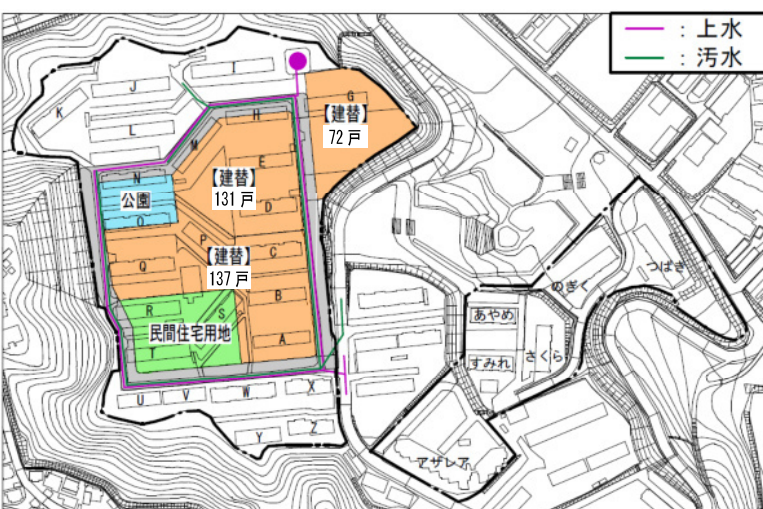 ：上水
：汚水
I
J
K
G
【建替】
72戸
H
L
M
E
N
【建替】
131戸
公園
D
O
P
C
【建替】
137戸
Q
つばき
のぎく
B
R
S
あやめ
民間住宅用地
A
さくら
T
すみれ
X
U
V
W
Z
Y
アザレア